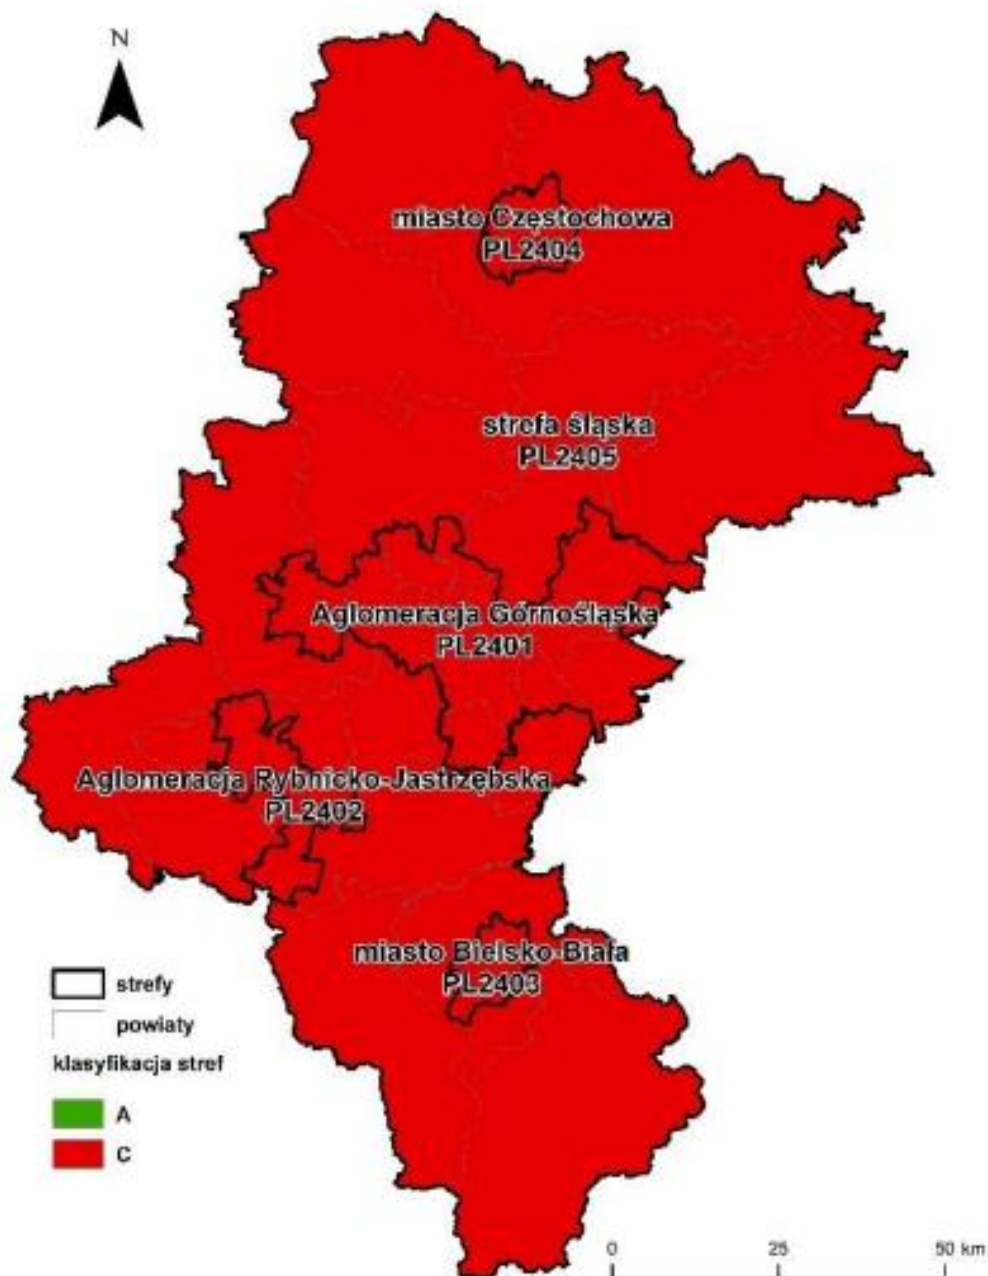 N
miasto Częstochowa
PL2404
strefa śląska
PL2405
Aglomeracja Górnośląska
PL2401
Aglomeracja Rybnicko-Jastrzębska
PL2402
miasto Bielsko-Biała
PL2403
strefy
powiaty
klasyfikacja stref
A
C
0 25 50 km